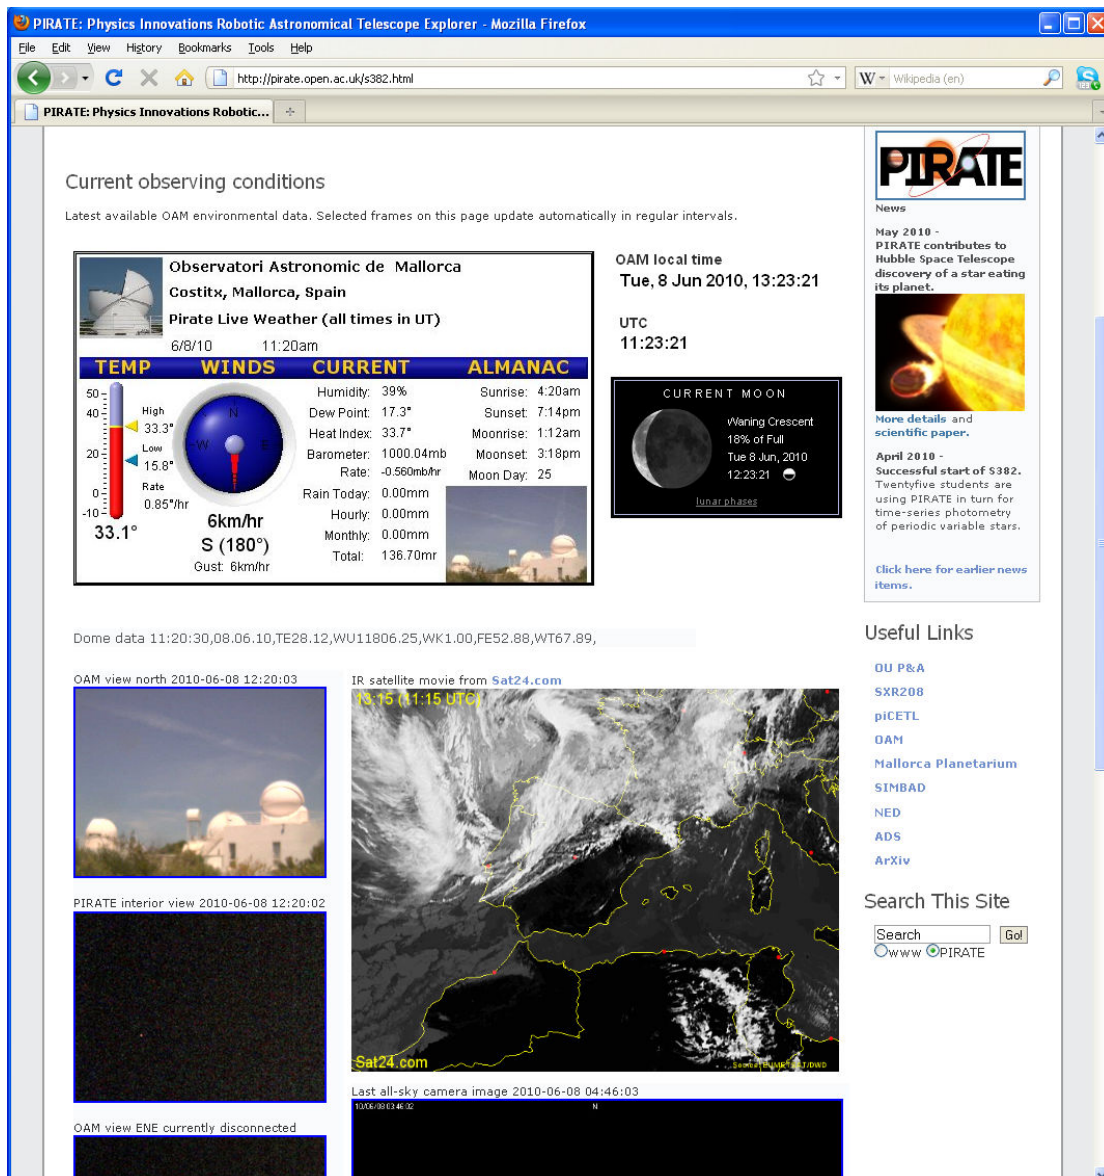 PIRATE: Physics Innovations Robotic Astronomical Telescope Explorer - Mozilla Firefox
File Edit View History Bookmarks Tools Help
http://pirate.open.ac.uk/s382.html
W Wikipedia (en)
PIRATE: Physics Innovations Robotic...
Current observing conditions
Latest available OAM environmental data. Selected frames on this page update automatically in regular intervals.
Observatori Astronomic de Mallorca
Costitx, Mallorca, Spain
Pirate Live Weather (all times in UT)
6/8/10 11:20am
TEMP WINDS CURRENT ALMANAC
50
40
20
0
-10
High
33.3°
Low
15.8°
Rate
0.85°/hr
33.1°
N
W E
6km/hr
S (180°)
Gust: 6km/hr
Humidity: 39%
Dew Point: 17.3°
Heat Index: 33.7°
Barometer: 1000.04mb
Rate: -0.560mb/hr
Rain Today: 0.00mm
Hourly: 0.00mm
Monthly: 0.00mm
Total: 136.70mr
Sunrise: 4:20am
Sunset: 7:14pm
Moonrise: 1:12am
Moonset: 3:18pm
Moon Day: 25
OAM local time
Tue, 8 Jun 2010, 13:23:21
UTC
11:23:21
CURRENT MOON
Waning Crescent
18% of Full
Tue 8 Jun, 2010
12:23:21
lunar phases
Dome data 11:20:30,08.06.10,TE28.12,WU11806.25,WK1.00,FE52.88,WT67.89,
OAM view north 2010-06-08 12:20:03
PIRATE interior view 2010-06-08 12:20:02
OAM view ENE currently disconnected
IR satellite movie from Sat24.com
13:15 (11:15 UTC)
Sat24.com
Last all-sky camera image 2010-06-08 04:46:03
10/06/08 03:46:02 N
PIRATE
News
May 2010 -
PIRATE contributes to
Hubble Space Telescope
discovery of a star eating
its planet.
More details and
scientific paper.
April 2010 -
Successful start of S382.
Twentyfive students are
using PIRATE in turn for
time-series photometry
of periodic variable stars.
Click here for earlier news
items.
Useful Links
OU P&A
SXR208
piCETL
OAM
Mallorca Planetarium
SIMBAD
NED
ADS
ArXiv
Search This Site
Search Go!
www PIRATE